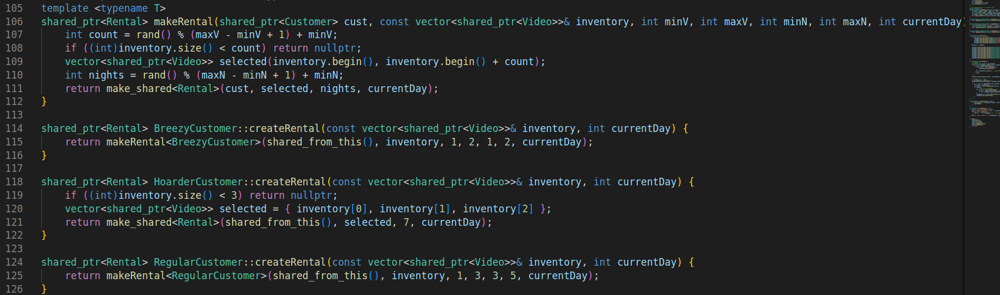 105 template <typename T>
106 shared_ptr<Rental> makeRental(shared_ptr<Customer> cust, const vector<shared_ptr<Video>>& inventory, int minV, int maxV, int minN, int maxN, int currentDay)
107     int count = rand() % (maxV - minV + 1) + minV;
108     if ((int)inventory.size() < count) return nullptr;
109     vector<shared_ptr<Video>> selected(inventory.begin(), inventory.begin() + count);
110     int nights = rand() % (maxN - minN + 1) + minN;
111     return make_shared<Rental>(cust, selected, nights, currentDay);
112 }
113
114 shared_ptr<Rental> BreezyCustomer::createRental(const vector<shared_ptr<Video>>& inventory, int currentDay) {
115     return makeRental<BreezyCustomer>(shared_from_this(), inventory, 1, 2, 1, 2, currentDay);
116 }
117
118 shared_ptr<Rental> HoarderCustomer::createRental(const vector<shared_ptr<Video>>& inventory, int currentDay) {
119     if ((int)inventory.size() < 3) return nullptr;
120     vector<shared_ptr<Video>> selected = { inventory[0], inventory[1], inventory[2] };
121     return make_shared<Rental>(shared_from_this(), selected, 7, currentDay);
122 }
123
124 shared_ptr<Rental> RegularCustomer::createRental(const vector<shared_ptr<Video>>& inventory, int currentDay) {
125     return makeRental<RegularCustomer>(shared_from_this(), inventory, 1, 3, 3, 5, currentDay);
126 }